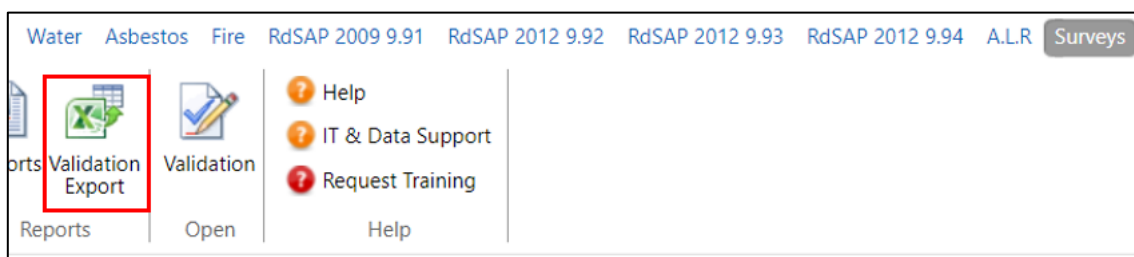 Water Asbestos Fire RdSAP 2009 9.91 RdSAP 2012 9.92 RdSAP 2012 9.93 RdSAP 2012 9.94 A.L.R Surveys
Help
IT & Data Support
orts Validation Validation
Export Request Training
Reports Open Help